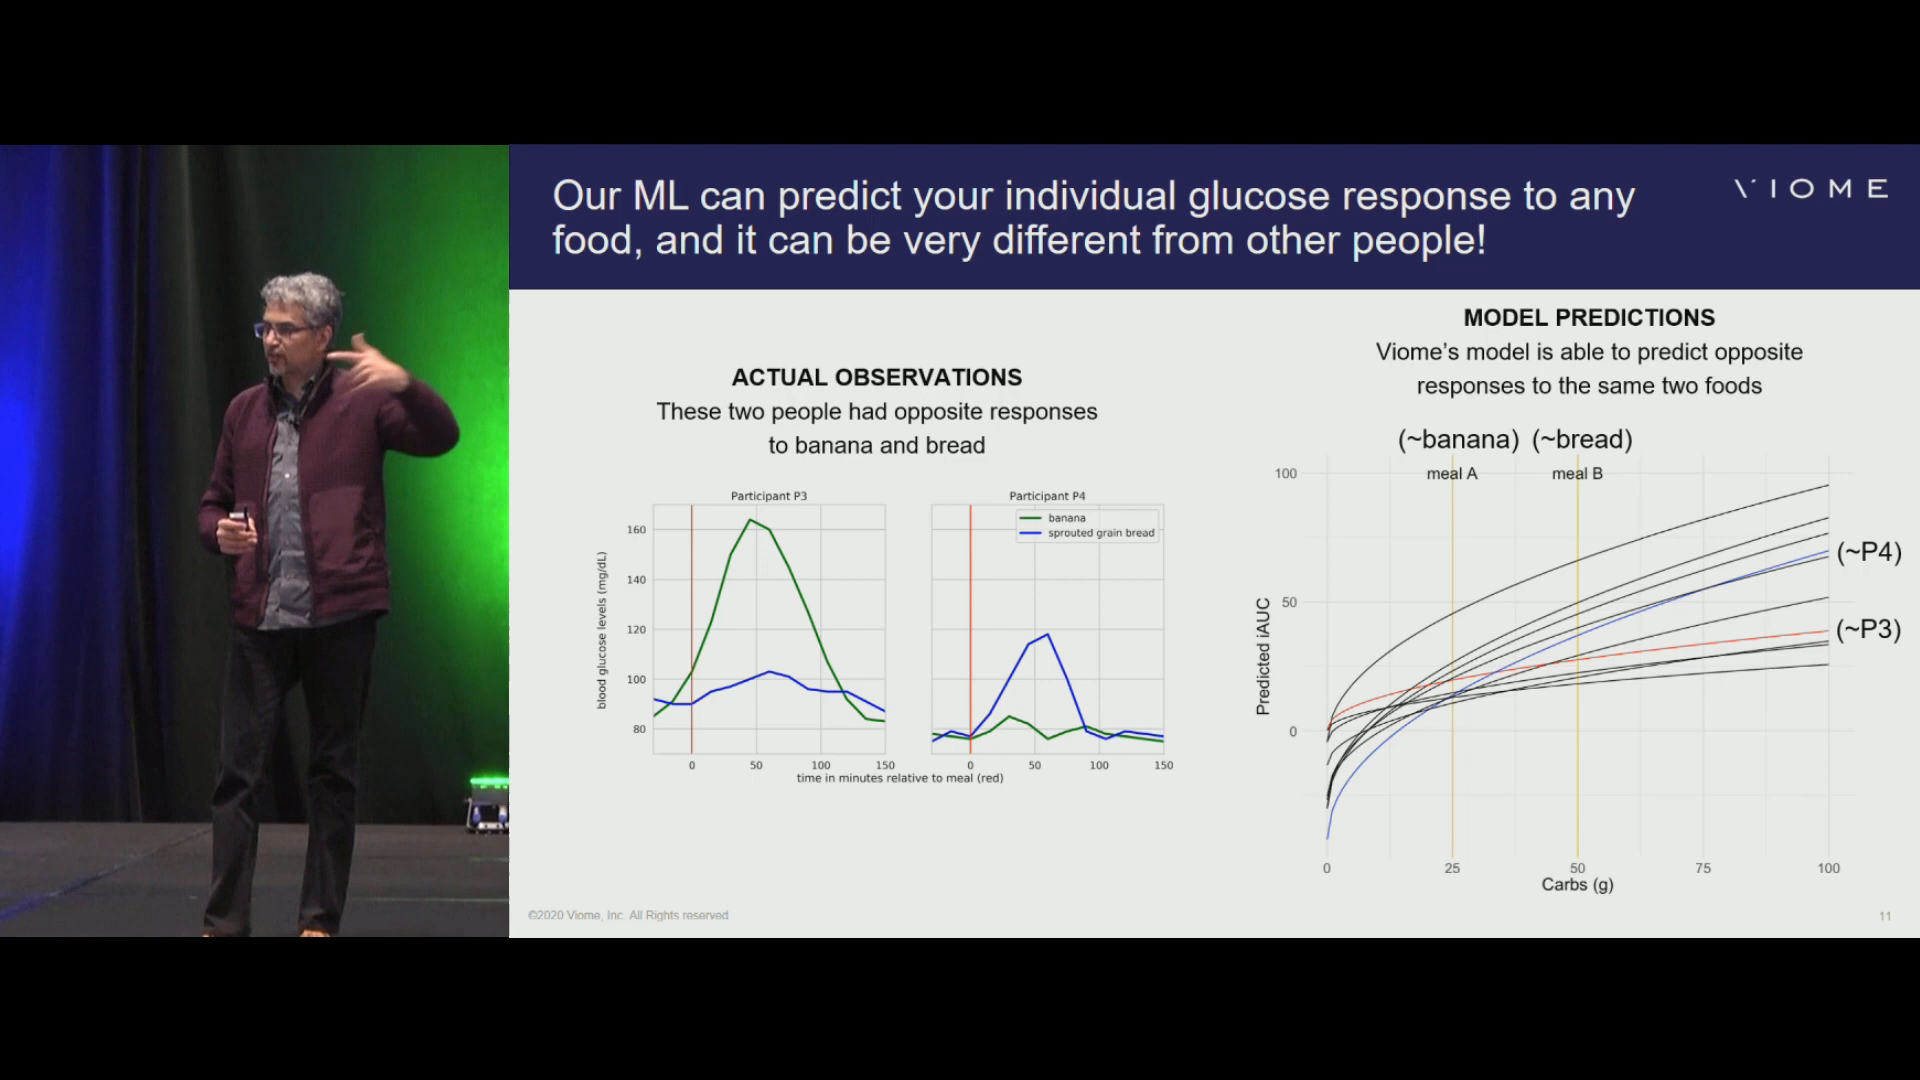 Our ML can predict your individual glucose response to any
food, and it can be very different from other people!
VIOME
ACTUAL OBSERVATIONS
These two people had opposite responses
to banana and bread
Participant P3
Participant P4
banana
sprouted grain bread
160
140
120
100
80
blood glucose levels (mg/dL)
0 50 100 150
0 50 100 150
time in minutes relative to meal (red)
MODEL PREDICTIONS
Viome’s model is able to predict opposite
responses to the same two foods
(~banana) (~bread)
meal A meal B
100
50
0
Predicted iAUC
(~P4)
(~P3)
0 25 50 75 100
Carbs (g)
©2020 Viome, Inc. All Rights reserved
11